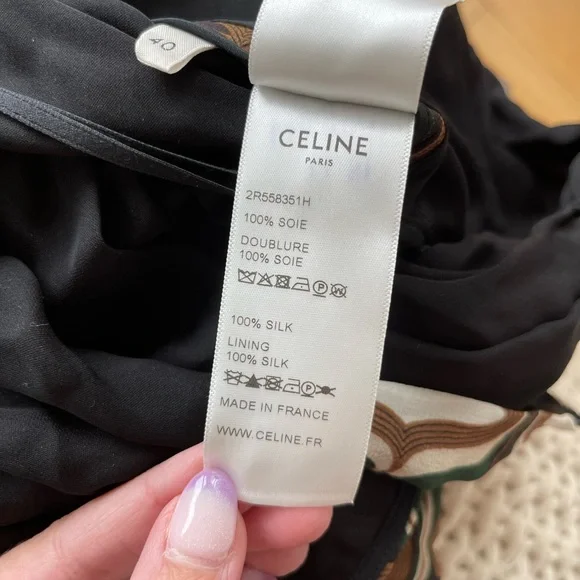 40
CELINE
PARIS
2R558351H
100% SOIE
DOUBLURE
100% SOIE
P W
100% SILK
LINING
100% SILK
MADE IN FRANCE
WWW.CELINE.FR